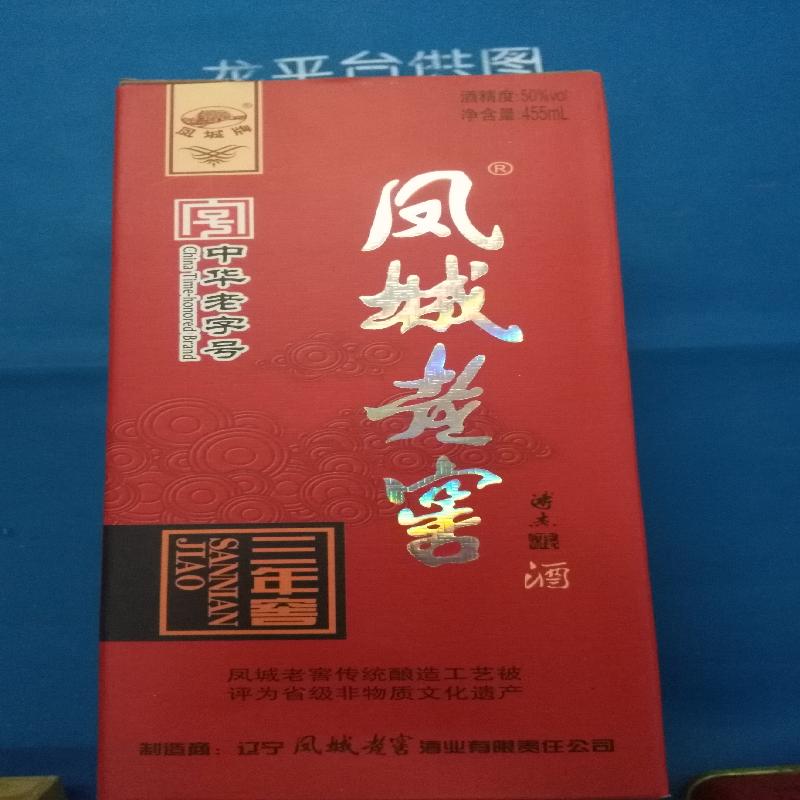 龙平台供图
凤城牌
酒精度:50%vol
净含量:455mL
凤城老窖
®
中华老字号
China Time-honored Brand
溥杰
酒
三年窖
SANNIAN
JIAO
凤城老窖传统酿造工艺被
评为省级非物质文化遗产
制造商：辽宁凤城老窖酒业有限责任公司